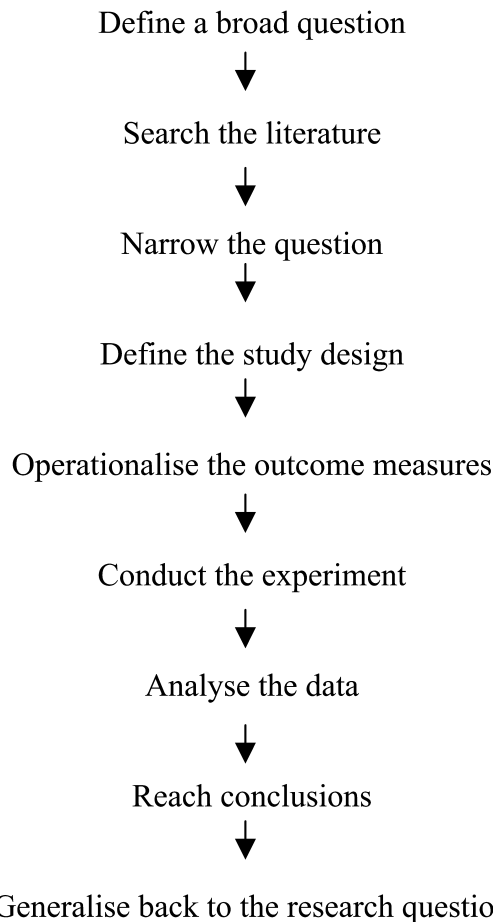 Define a broad question
Search the literature
Narrow the question
Define the study design
Operationalise the outcome measures
Conduct the experiment
Analyse the data
Reach conclusions
Generalise back to the research questio